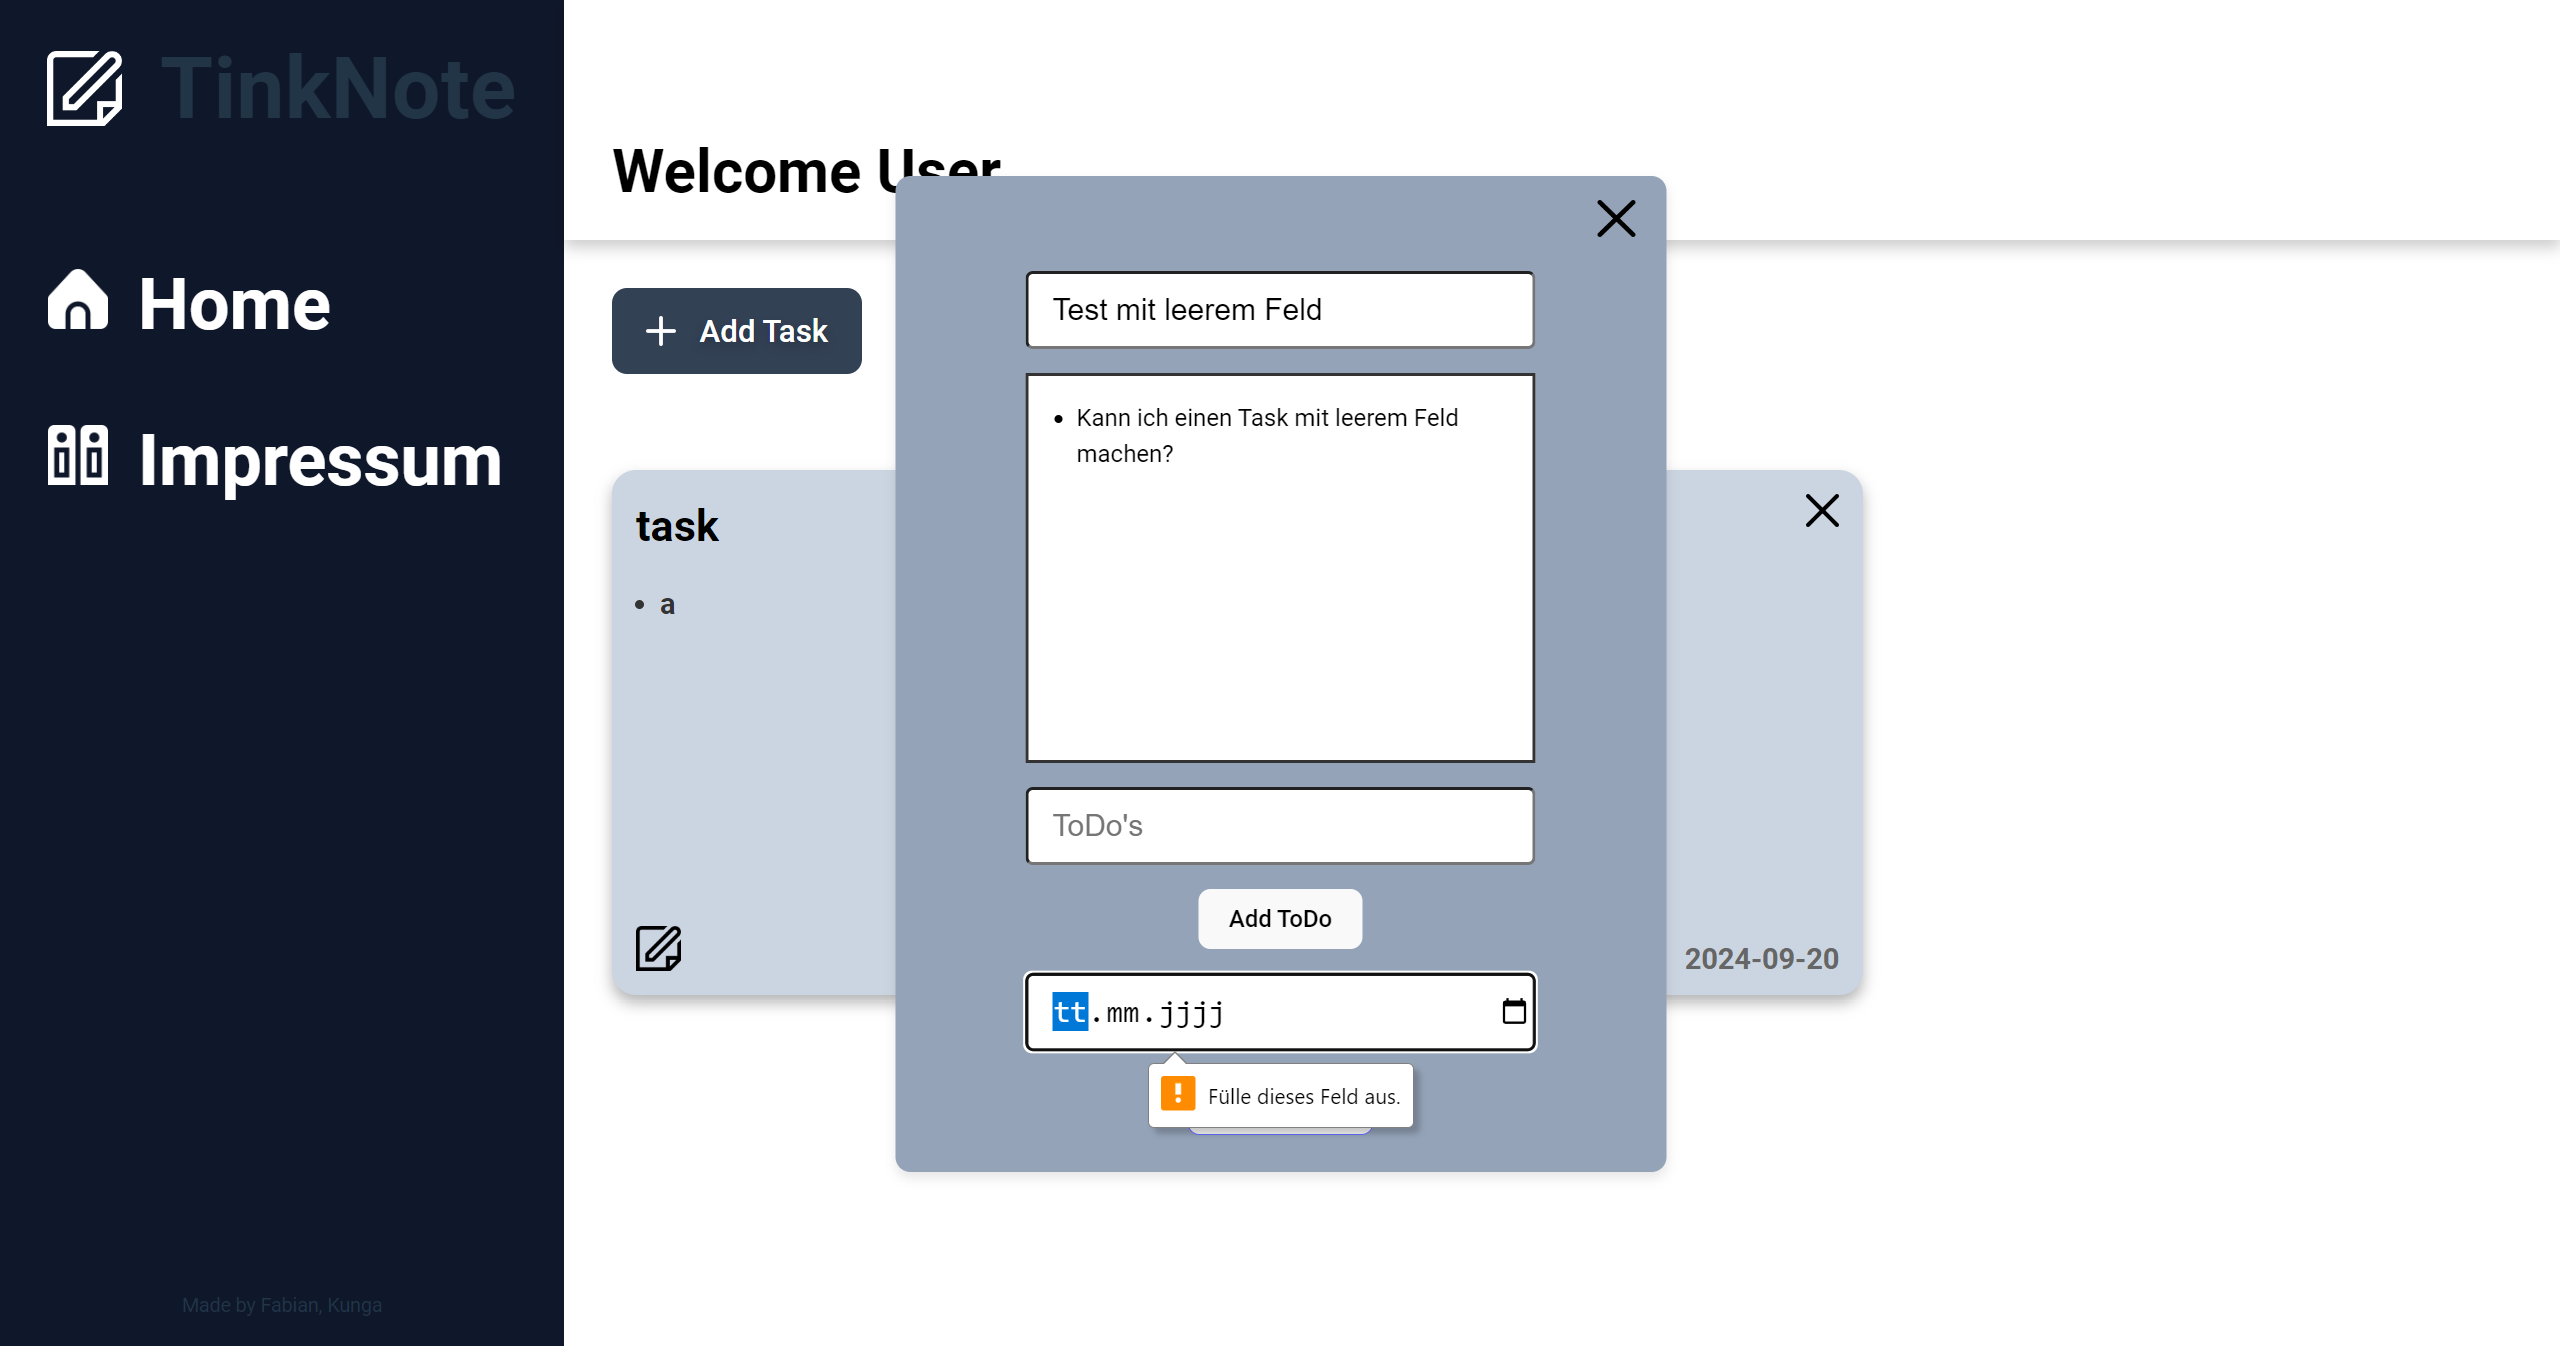 TinkNote
Home
Impressum
Made by Fabian, Kunga
Welcome User
Add Task
task
a
2024-09-20
Test mit leerem Feld
Kann ich einen Task mit leerem Feld
machen?
ToDo's
Add ToDo
tt.mm.jjjj
Fülle dieses Feld aus.